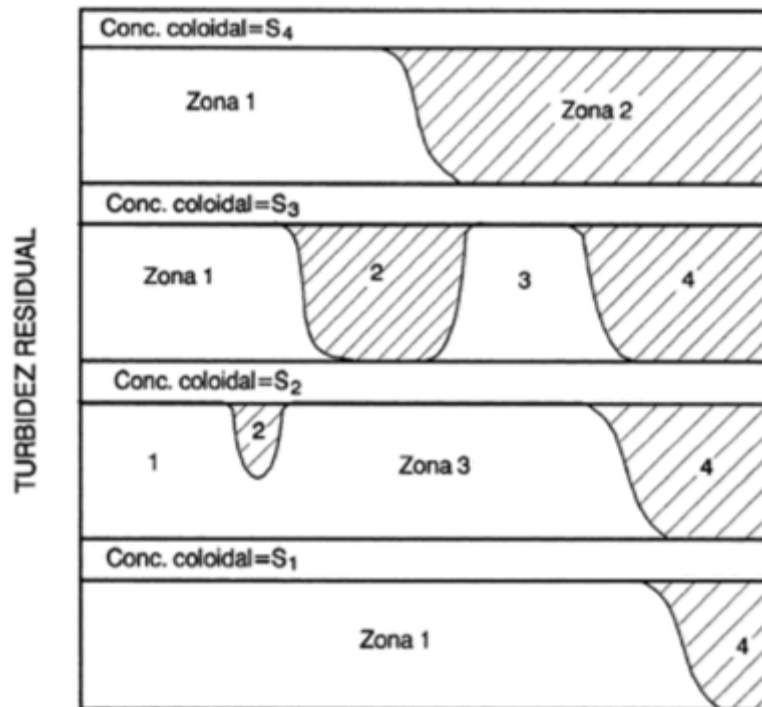 TURBIDEZ RESIDUAL
Conc. coloidal=S₄
Zona 1
Zona 2
Conc. coloidal=S₃
Zona 1
2
3
4
Conc. coloidal=S₂
1
2
Zona 3
4
Conc. coloidal=S₁
Zona 1
4